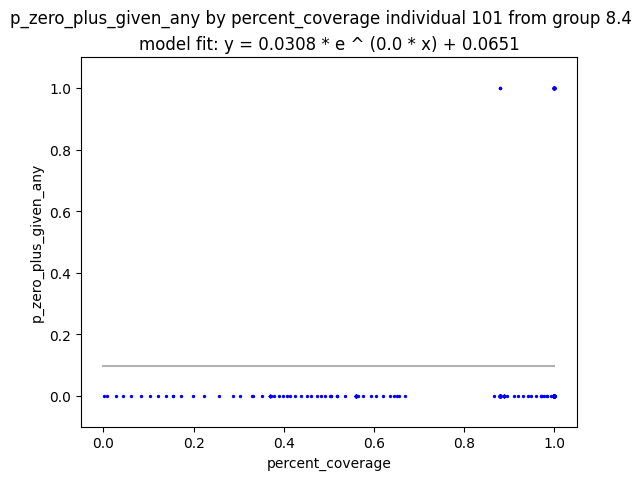 p_zero_plus_given_any by percent_coverage individual 101 from group 8.4
model fit: y = 0.0308 * e ^ (0.0 * x) + 0.0651
1.0
0.8
0.6
0.4
0.2
0.0
p_zero_plus_given_any
0.0 0.2 0.4 0.6 0.8 1.0
percent_coverage